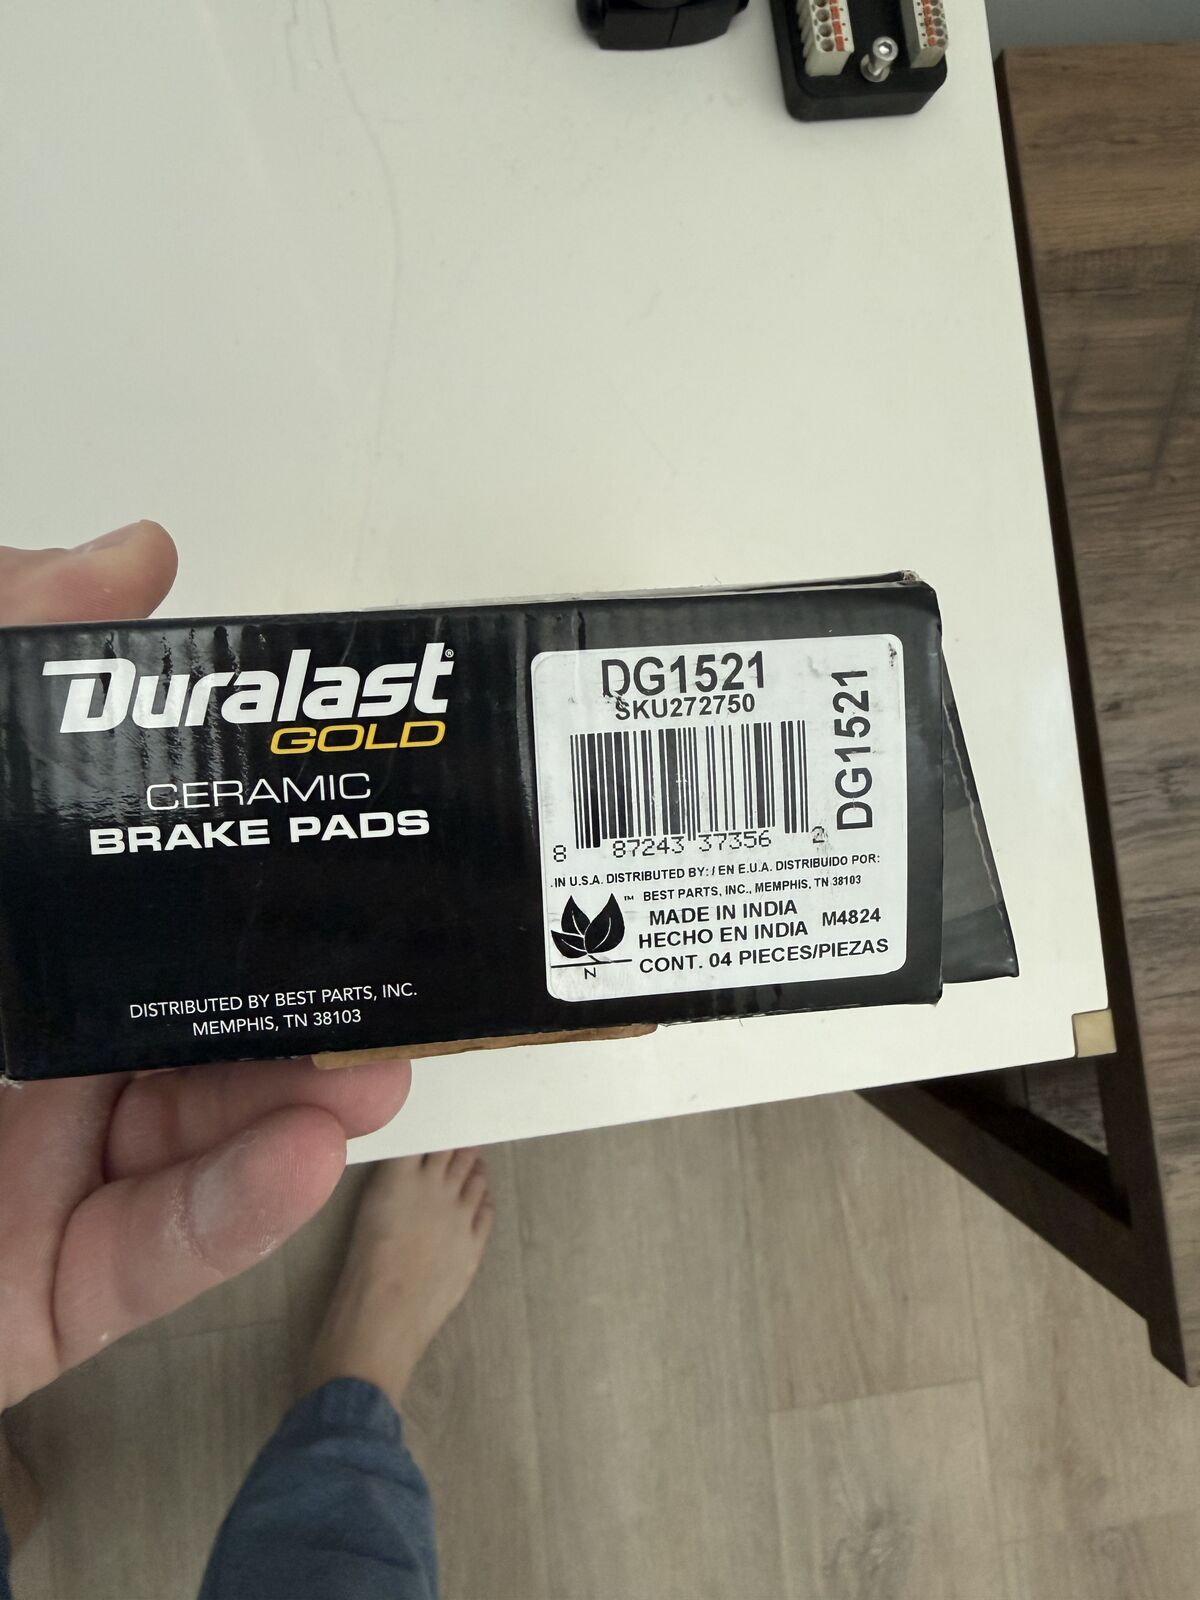 Duralast®
GOLD
CERAMIC
BRAKE PADS
DISTRIBUTED BY BEST PARTS, INC.
MEMPHIS, TN 38103
DG1521
SKU272750
8 87243 37356 2
DG1521
.IN U.S.A. DISTRIBUTED BY: / EN E.U.A. DISTRIBUIDO POR:
BEST PARTS, INC., MEMPHIS, TN 38103
™
MADE IN INDIA
HECHO EN INDIA M4824
N
CONT. 04 PIECES/PIEZAS